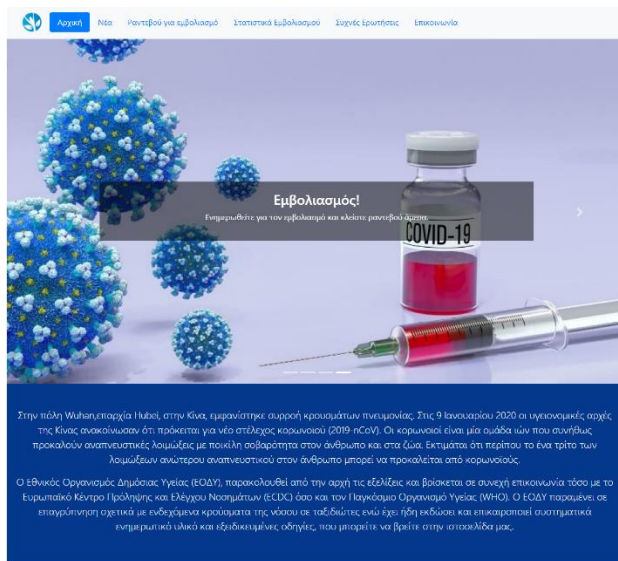 Αρχική Νέα Ραντεβού για εμβολιασμό Στατιστικά Εμβολιασμού Συχνές Ερωτήσεις Επικοινωνία
Εμβολιασμός!
Ενημερωθείτε για τον εμβολιασμό και κλείστε ραντεβού άμεσα.
COVID-19
Στην πόλη Wuhan,επαρχία Hubei, στην Κίνα, εμφανίστηκε συρροή κρουσμάτων πνευμονίας. Στις 9 Ιανουαρίου 2020 οι υγειονομικές αρχές
της Κίνας ανακοίνωσαν ότι πρόκειται για νέο στέλεχος κορωνοϊού (2019-nCoV). Οι κορωνοιοί είναι μία ομάδα ιών που συνήθως
προκαλούν αναπνευστικές λοιμώξεις με ποικίλη σοβαρότητα στον άνθρωπο και στα ζώα. Εκτιμάται ότι περίπου το ένα τρίτο των
λοιμώξεων ανώτερου αναπνευστικού στον άνθρωπο μπορεί να προκαλείται από κορωνοϊούς.
Ο Εθνικός Οργανισμός Δημόσιας Υγείας (ΕΟΔΥ), παρακολουθεί από την αρχή τις εξελίξεις και βρίσκεται σε συνεχή επικοινωνία τόσο με το
Ευρωπαϊκό Κέντρο Πρόληψης και Ελέγχου Νοσημάτων (ECDC) όσο και τον Παγκόσμιο Οργανισμό Υγείας (WHO). Ο ΕΟΔΥ παραμένει σε
επαγρύπνηση σχετικά με ενδεχόμενα κρούσματα της νόσου σε ταξιδιώτες ενώ έχει ήδη εκδώσει και επικαιροποιεί συστηματικά
ενημερωτικό υλικό και εξειδικευμένες οδηγίες, που μπορείτε να βρείτε στην ιστοσελίδα μας.